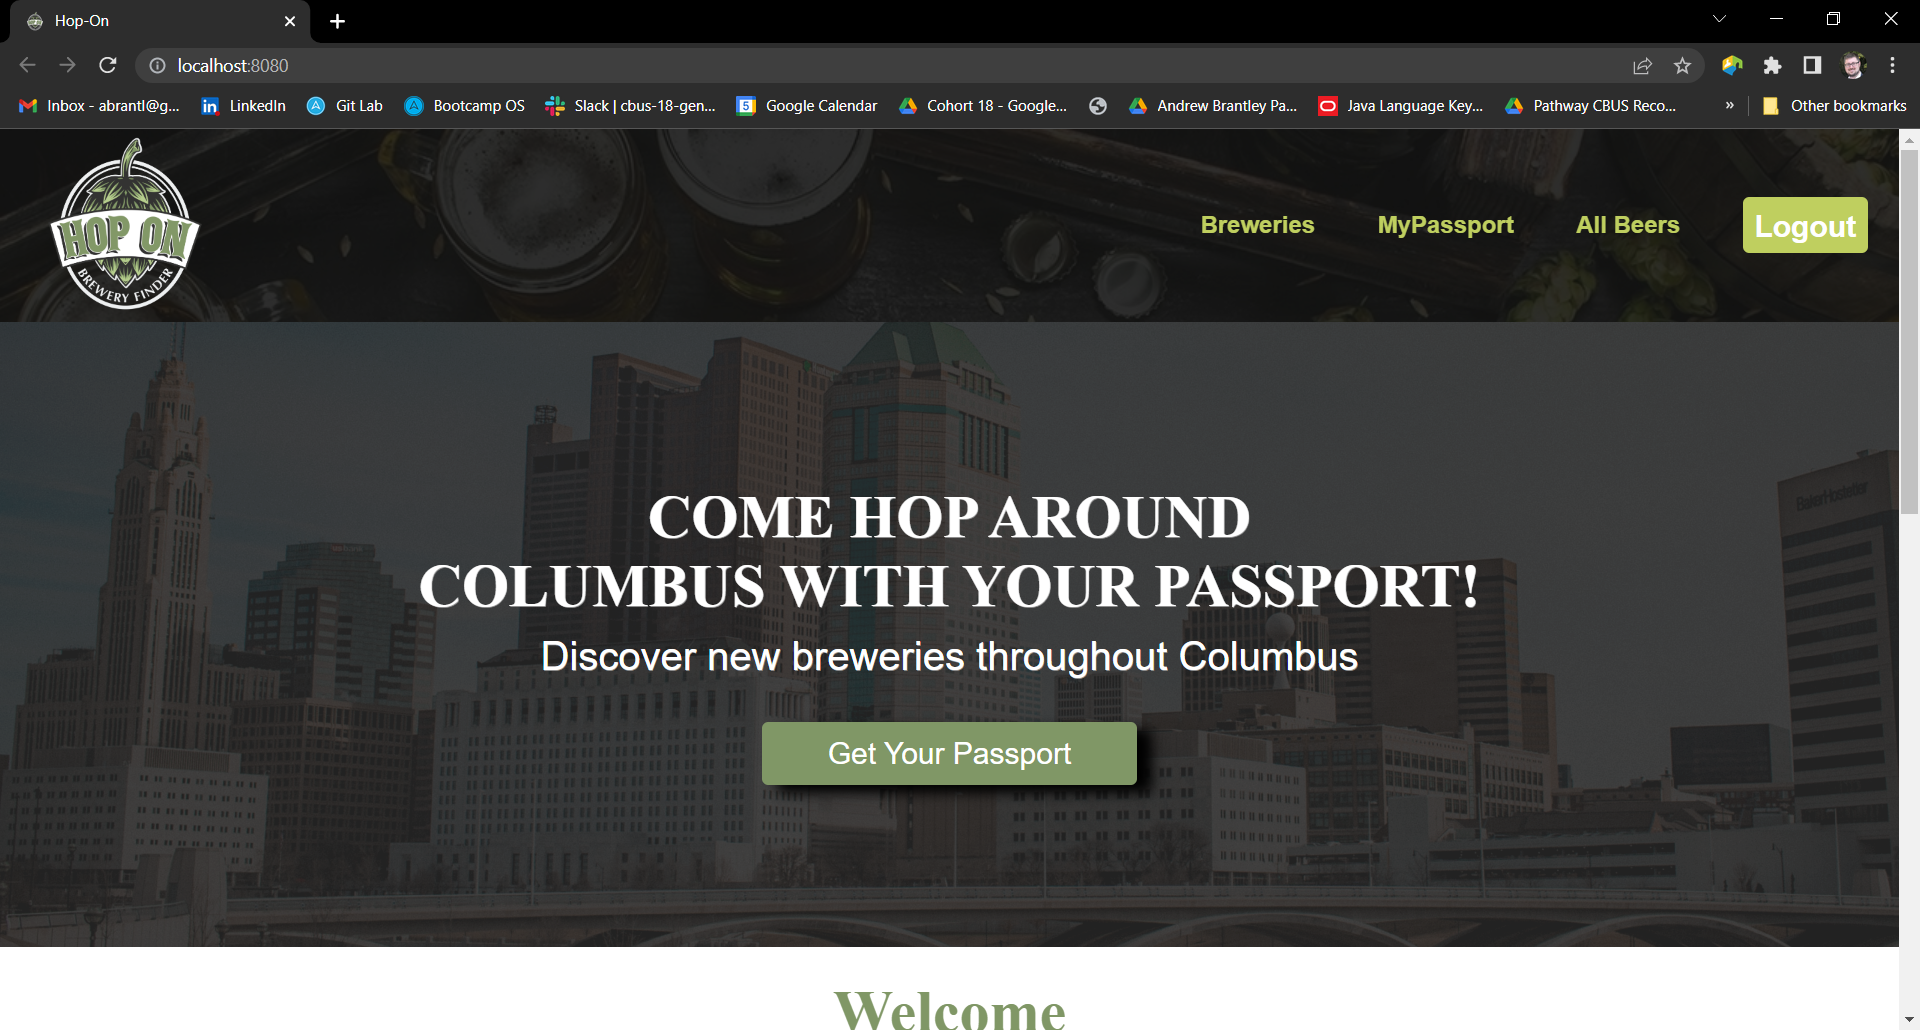 Hop-On
localhost:8080
Inbox - abrantl@g...
LinkedIn
Git Lab
Bootcamp OS
Slack | cbus-18-gen...
5
Google Calendar
Cohort 18 - Google...
Andrew Brantley Pa...
Java Language Key...
Pathway CBUS Reco...
»
Other bookmarks
HOP ON
BREWERY FINDER
Breweries
MyPassport
All Beers
Logout
BakerHostetler
COME HOP AROUND
COLUMBUS WITH YOUR PASSPORT!
Discover new breweries throughout Columbus
Get Your Passport
Welcome